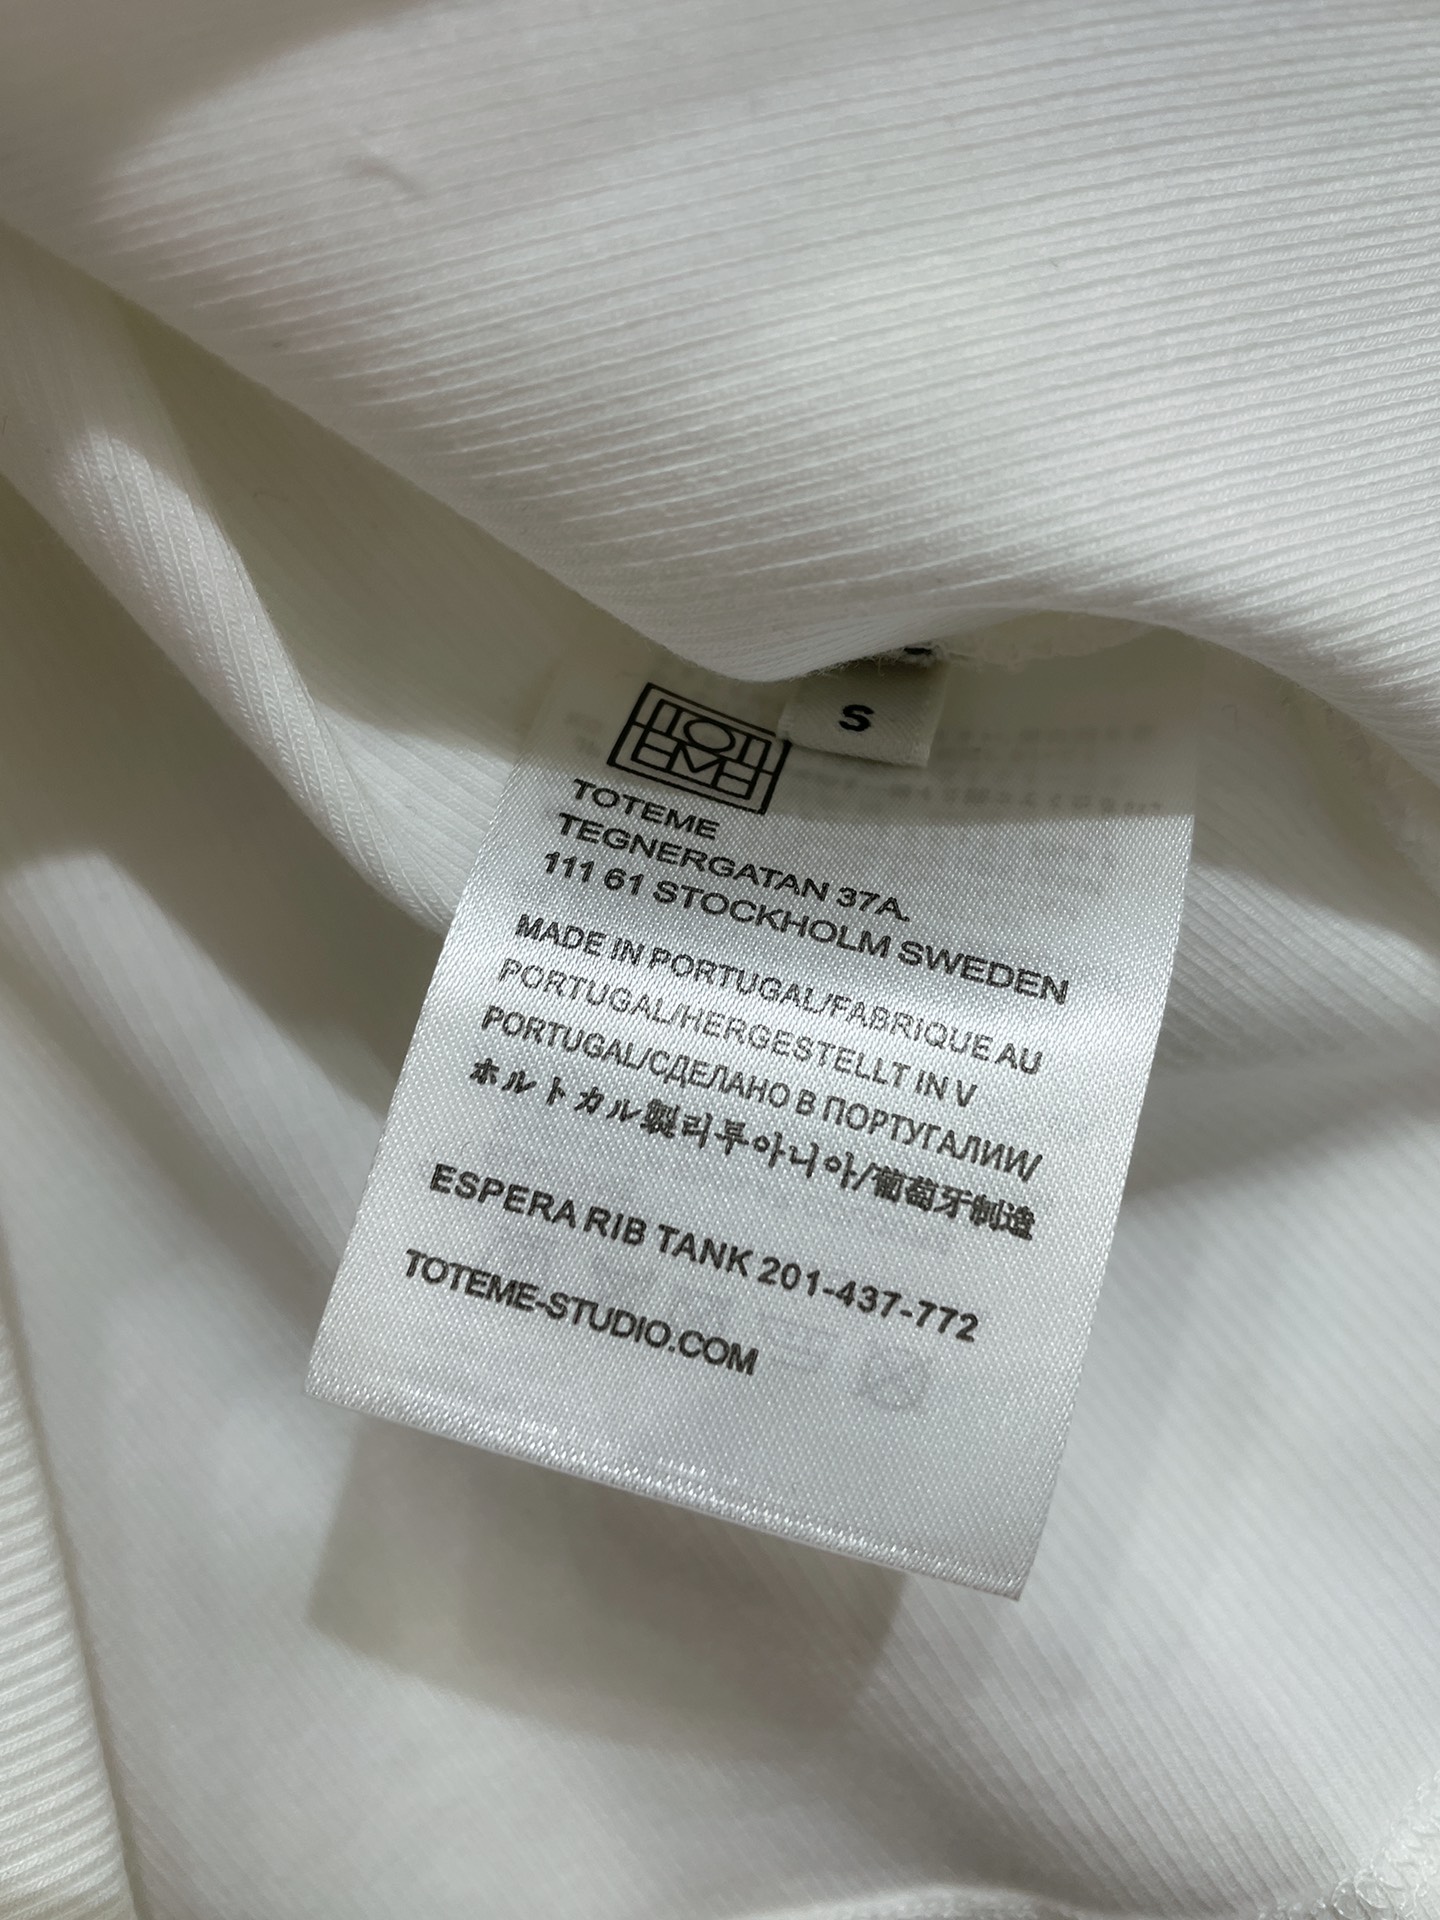 TOTEME
S
TOTEME
TEGNERGATAN 37A.
111 61 STOCKHOLM SWEDEN
MADE IN PORTUGAL/FABRIQUE AU
PORTUGAL/HERGESTELLT IN V
PORTUGAL/СДЕЛАНО В ПОРТУГАЛИИ/
ホルトカル製리투아니아/葡萄牙制造
ESPERA RIB TANK 201-437-772
TOTEME-STUDIO.COM